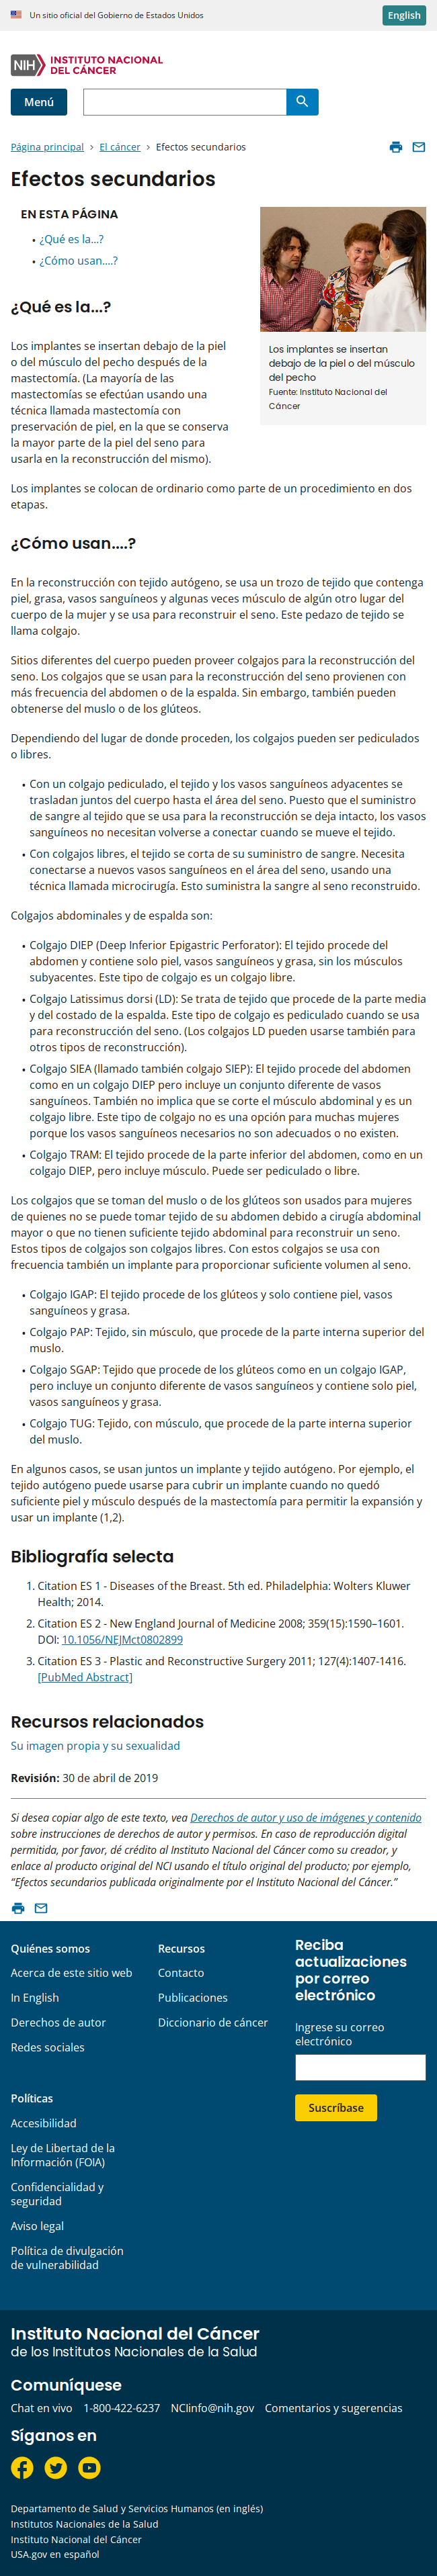 Un sitio oficial del Gobierno de Estados Unidos
English
NIH INSTITUTO NACIONAL
DEL CÁNCER
Menú
Página principal
El cáncer
Efectos secundarios
Efectos secundarios
EN ESTA PÁGINA
¿Qué es la...?
¿Cómo usan....?
Los implantes se insertan
debajo de la piel o del músculo
del pecho
Fuente: Instituto Nacional del
Cáncer
¿Qué es la...?
Los implantes se insertan debajo de la piel
o del músculo del pecho después de la
mastectomía. (La mayoría de las
mastectomías se efectúan usando una
técnica llamada mastectomía con
preservación de piel, en la que se conserva
la mayor parte de la piel del seno para
usarla en la reconstrucción del mismo).
Los implantes se colocan de ordinario como parte de un procedimiento en dos
etapas.
¿Cómo usan....?
En la reconstrucción con tejido autógeno, se usa un trozo de tejido que contenga
piel, grasa, vasos sanguíneos y algunas veces músculo de algún otro lugar del
cuerpo de la mujer y se usa para reconstruir el seno. Este pedazo de tejido se
llama colgajo.
Sitios diferentes del cuerpo pueden proveer colgajos para la reconstrucción del
seno. Los colgajos que se usan para la reconstrucción del seno provienen con
más frecuencia del abdomen o de la espalda. Sin embargo, también pueden
obtenerse del muslo o de los glúteos.
Dependiendo del lugar de donde proceden, los colgajos pueden ser pediculados
o libres.
Con un colgajo pediculado, el tejido y los vasos sanguíneos adyacentes se
trasladan juntos del cuerpo hasta el área del seno. Puesto que el suministro
de sangre al tejido que se usa para la reconstrucción se deja intacto, los vasos
sanguíneos no necesitan volverse a conectar cuando se mueve el tejido.
Con colgajos libres, el tejido se corta de su suministro de sangre. Necesita
conectarse a nuevos vasos sanguíneos en el área del seno, usando una
técnica llamada microcirugía. Esto suministra la sangre al seno reconstruido.
Colgajos abdominales y de espalda son:
Colgajo DIEP (Deep Inferior Epigastric Perforator): El tejido procede del
abdomen y contiene solo piel, vasos sanguíneos y grasa, sin los músculos
subyacentes. Este tipo de colgajo es un colgajo libre.
Colgajo Latissimus dorsi (LD): Se trata de tejido que procede de la parte media
y del costado de la espalda. Este tipo de colgajo es pediculado cuando se usa
para reconstrucción del seno. (Los colgajos LD pueden usarse también para
otros tipos de reconstrucción).
Colgajo SIEA (llamado también colgajo SIEP): El tejido procede del abdomen
como en un colgajo DIEP pero incluye un conjunto diferente de vasos
sanguíneos. También no implica que se corte el músculo abdominal y es un
colgajo libre. Este tipo de colgajo no es una opción para muchas mujeres
porque los vasos sanguíneos necesarios no son adecuados o no existen.
Colgajo TRAM: El tejido procede de la parte inferior del abdomen, como en un
colgajo DIEP, pero incluye músculo. Puede ser pediculado o libre.
Los colgajos que se toman del muslo o de los glúteos son usados para mujeres
de quienes no se puede tomar tejido de su abdomen debido a cirugía abdominal
mayor o que no tienen suficiente tejido abdominal para reconstruir un seno.
Estos tipos de colgajos son colgajos libres. Con estos colgajos se usa con
frecuencia también un implante para proporcionar suficiente volumen al seno.
Colgajo IGAP: El tejido procede de los glúteos y solo contiene piel, vasos
sanguíneos y grasa.
Colgajo PAP: Tejido, sin músculo, que procede de la parte interna superior del
muslo.
Colgajo SGAP: Tejido que procede de los glúteos como en un colgajo IGAP,
pero incluye un conjunto diferente de vasos sanguíneos y contiene solo piel,
vasos sanguíneos y grasa.
Colgajo TUG: Tejido, con músculo, que procede de la parte interna superior
del muslo.
En algunos casos, se usan juntos un implante y tejido autógeno. Por ejemplo, el
tejido autógeno puede usarse para cubrir un implante cuando no quedó
suficiente piel y músculo después de la mastectomía para permitir la expansión y
usar un implante (1,2).
Bibliografía selecta
1. Citation ES 1 - Diseases of the Breast. 5th ed. Philadelphia: Wolters Kluwer
Health; 2014.
2. Citation ES 2 - New England Journal of Medicine 2008; 359(15):1590–1601.
DOI: 10.1056/NEJMct0802899
3. Citation ES 3 - Plastic and Reconstructive Surgery 2011; 127(4):1407-1416.
[PubMed Abstract]
Recursos relacionados
Su imagen propia y su sexualidad
Revisión: 30 de abril de 2019
Si desea copiar algo de este texto, vea Derechos de autor y uso de imágenes y contenido
sobre instrucciones de derechos de autor y permisos. En caso de reproducción digital
permitida, por favor, dé crédito al Instituto Nacional del Cáncer como su creador, y
enlace al producto original del NCI usando el título original del producto; por ejemplo,
“Efectos secundarios publicada originalmente por el Instituto Nacional del Cáncer.”
Quiénes somos
Acerca de este sitio web
In English
Derechos de autor
Redes sociales
Recursos
Contacto
Publicaciones
Diccionario de cáncer
Reciba
actualizaciones
por correo
electrónico
Ingrese su correo
electrónico
Suscríbase
Políticas
Accesibilidad
Ley de Libertad de la
Información (FOIA)
Confidencialidad y
seguridad
Aviso legal
Política de divulgación
de vulnerabilidad
Instituto Nacional del Cáncer
de los Institutos Nacionales de la Salud
Comuníquese
Chat en vivo 1-800-422-6237 NCIinfo@nih.gov Comentarios y sugerencias
Síganos en
Departamento de Salud y Servicios Humanos (en inglés)
Institutos Nacionales de la Salud
Instituto Nacional del Cáncer
USA.gov en español